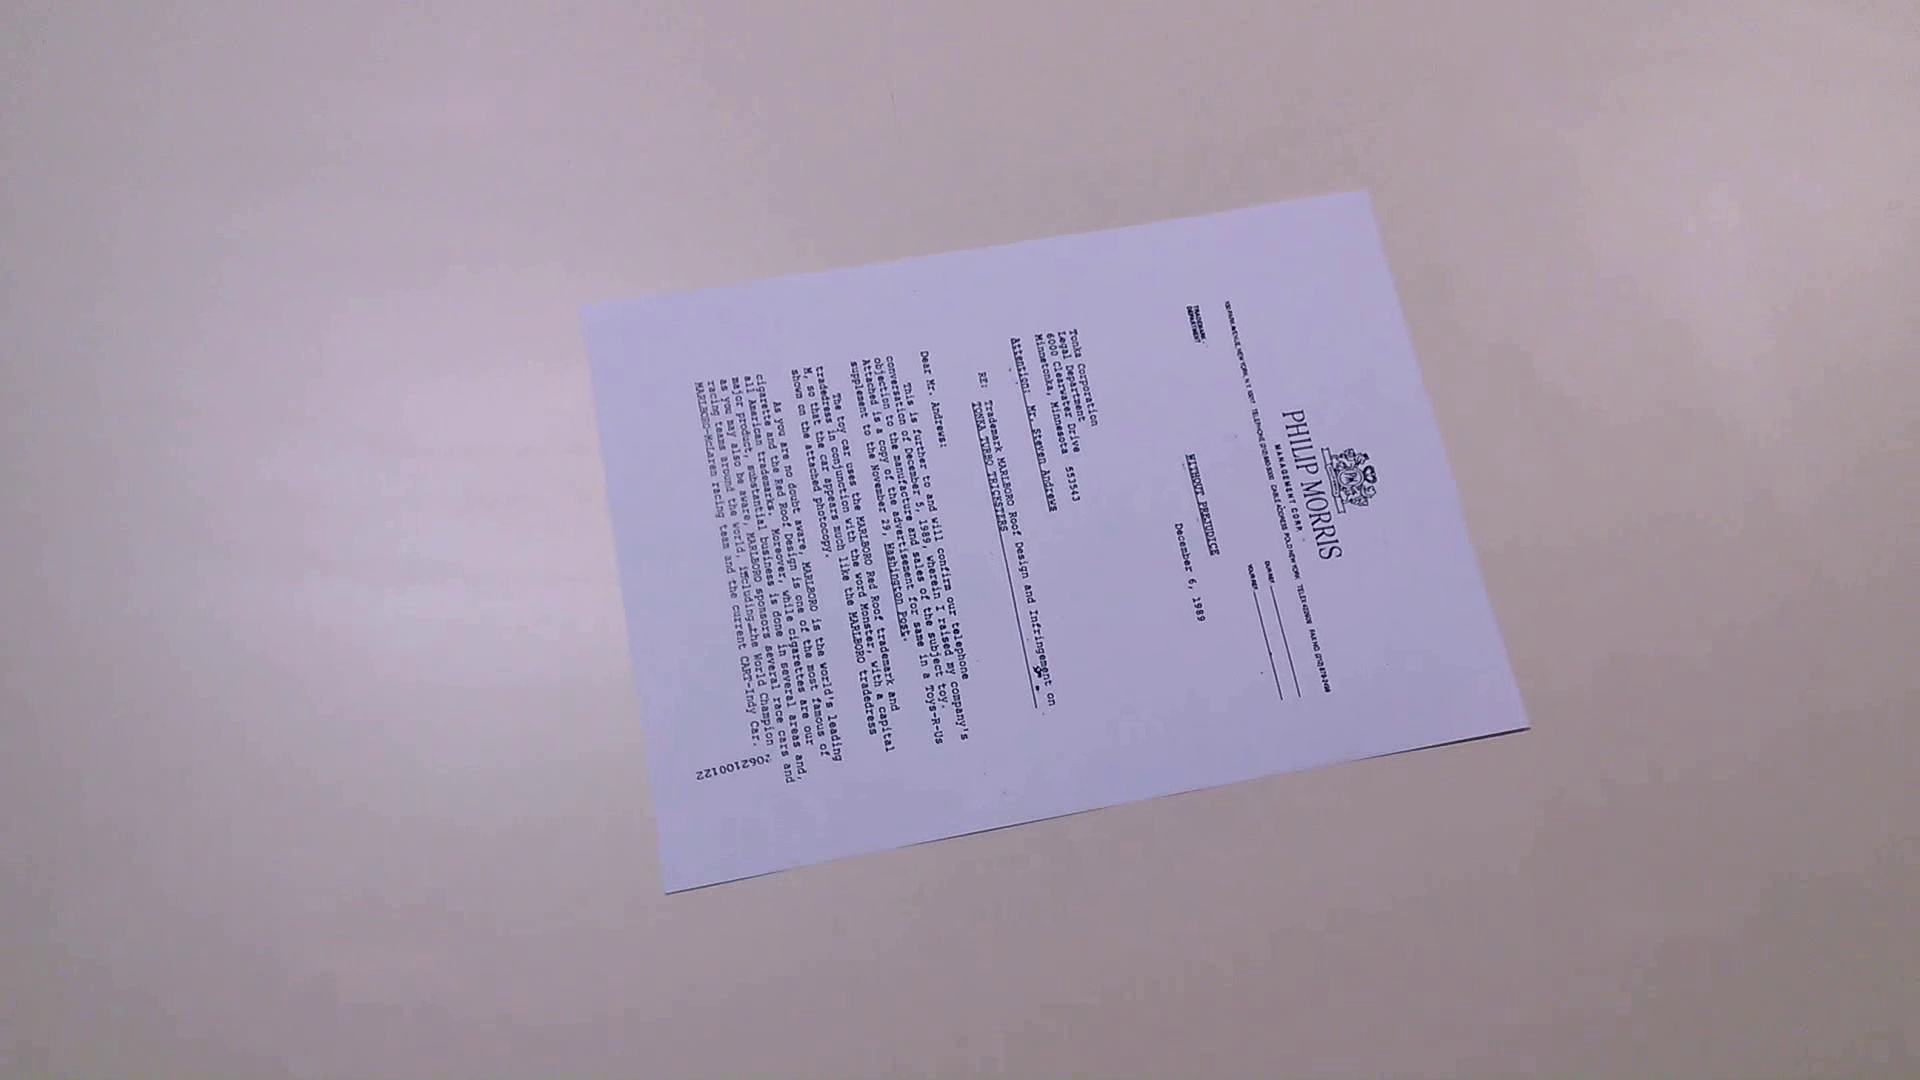 PHILIP MORRIS
MANAGEMENT CORP.
TRADEMARK
DEPARTMENT
WITHOUT PREJUDICE
December 6, 1989
Tonka Corporation
Legal Department
6000 Clearwater Drive
Minnetonka, Minnesota 553543
Attention: Mr. Steven Andrews
RE: Trademark MARLBORO Roof Design and Infringement on
TONKA TURBO TRICKSTERS
Dear Mr. Andrews:
This is further to and will confirm our telephone
conversation of December 5, 1989, wherein I raised my company's
objection to the manufacture and sales of the subject toy.
Attached is a copy of the advertisement for same in a Toys-R-Us
supplement to the November 29, Washington Post.
The toy car uses the MARLBORO Red Roof trademark and
tradedress in conjunction with the word Monster, with a capital
M, so that the car appears much like the MARLBORO tradedress
shown on the attached photocopy.
As you are no doubt aware, MARLBORO is the world's leading
cigarette and the Red Roof Design is one of the most famous of
all American trademarks. Moreover, while cigarettes are our
major product, substantial business is done in several areas and,
as you may also be aware, MARLBORO sponsors several race cars and
racing teams around the world, including the World Champion
MARLBORO-McLaren racing team and the current CART-Indy Car.
2062100122